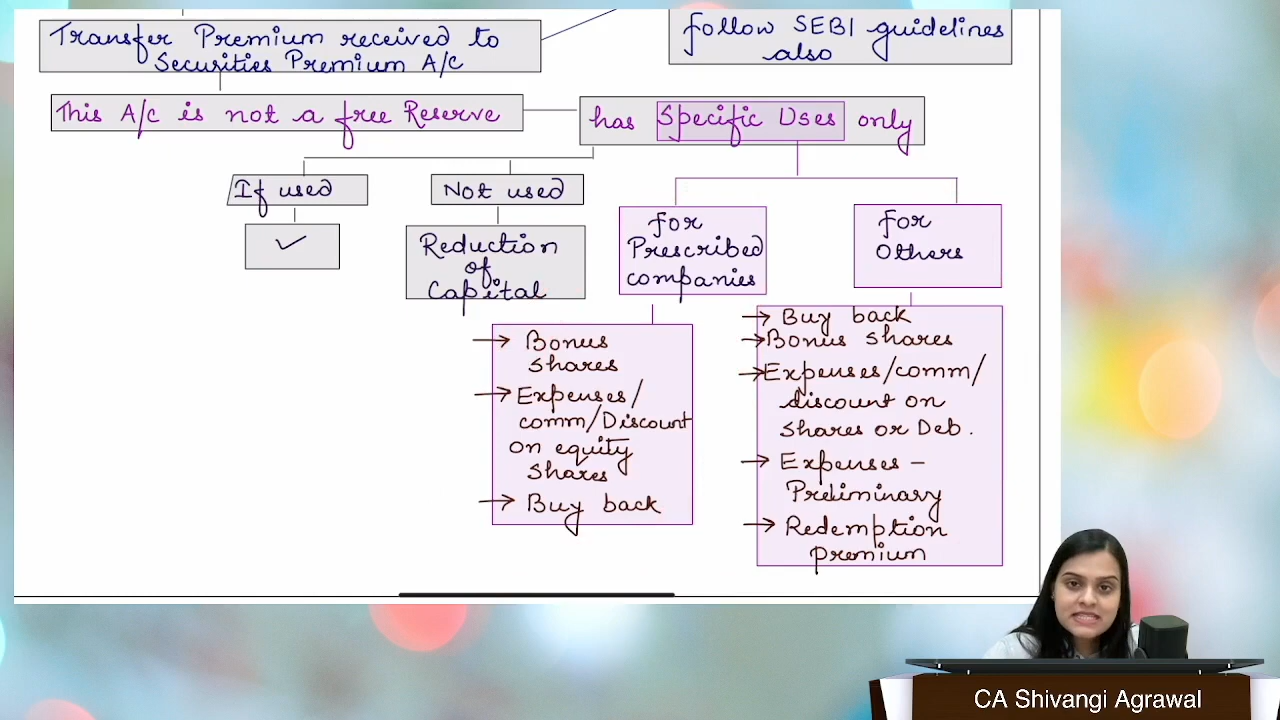 Transfer Premium received to
Securities Premium A/c
follow SEBI guidelines
also
This A/c is not a free Reserve
has Specific Uses only
If used
Not used
✓
Reduction
of
Capital
for
Prescribed
companies
for
Others
→ Bonus
shares
→ Expenses/
comm/Discount
on equity
shares
→ Buy back
→ Buy back
→ Bonus shares
→ Expenses/comm/
discount on
shares or Deb.
→ Expenses –
Preliminary
→ Redemption
premium
CA Shivangi Agrawal